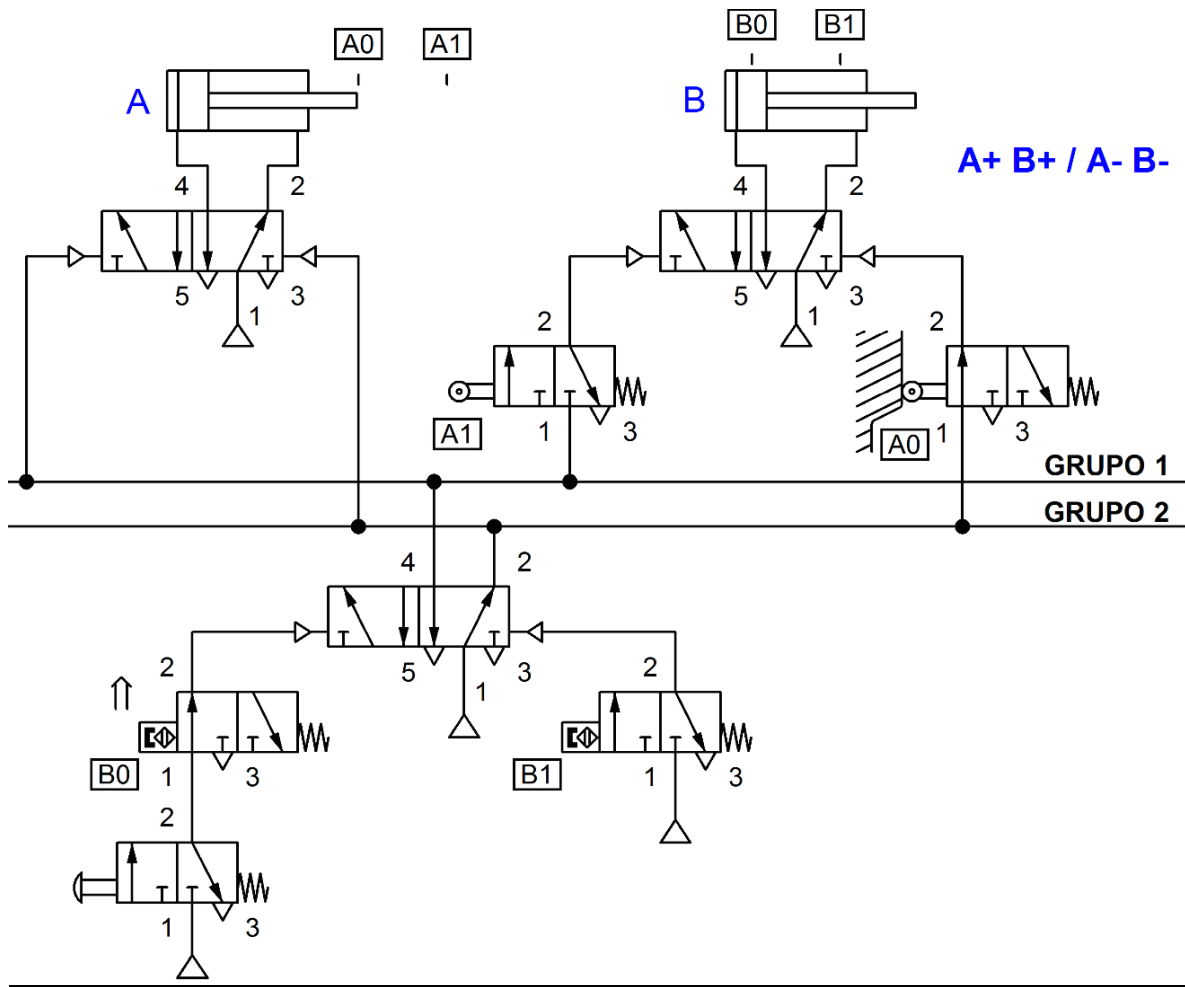 A0 A1 B0 B1
A B
A+ B+ / A- B-
4 2 4 2
5 3 5 3
1 1
2 2
A1 1 3 A0 1 3
GRUPO 1
GRUPO 2
4 2
5 3
2 1 2
B0 1 3 B1 1 3
2
1 3